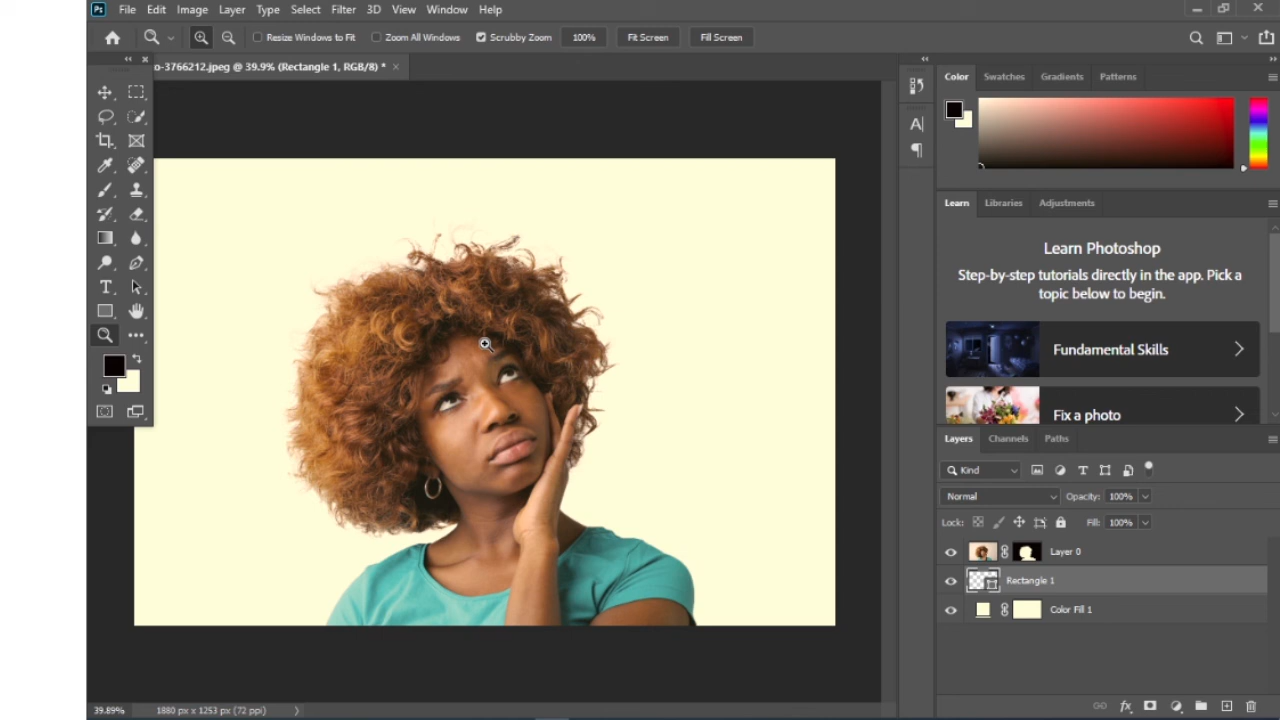 Ps File Edit Image Layer Type Select Filter 3D View Window Help
Resize Windows to Fit Zoom All Windows Scrubby Zoom 100% Fit Screen Fill Screen
o-3766212.jpeg @ 39.9% (Rectangle 1, RGB/8) *
Color Swatches Gradients Patterns
Learn Libraries Adjustments
Learn Photoshop
Step-by-step tutorials directly in the app. Pick a
topic below to begin.
Fundamental Skills
Fix a photo
Layers Channels Paths
Kind
Normal Opacity: 100%
Lock: Fill: 100%
Layer 0
Rectangle 1
Color Fill 1
39.89% 1880 px x 1253 px (72 ppi)